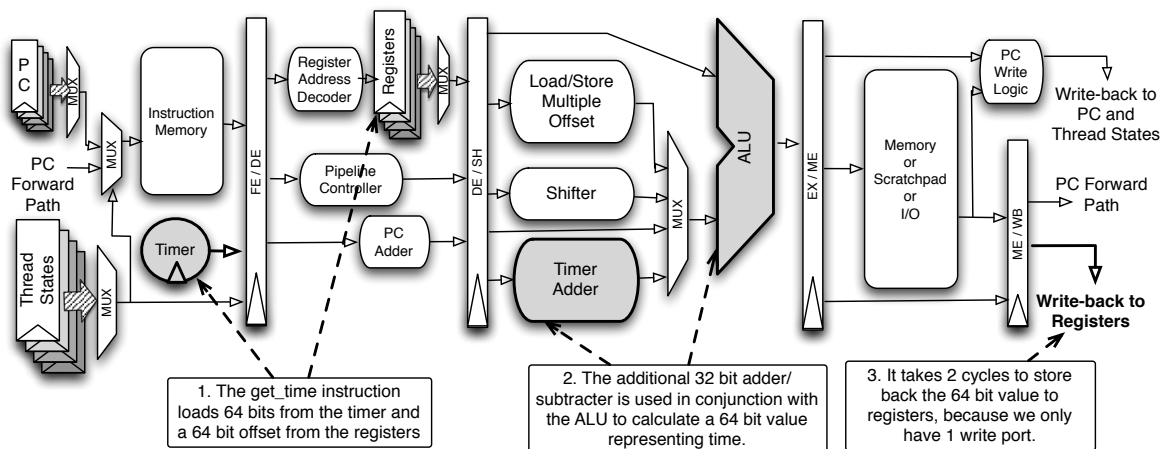 P
C
MUX
PC
Forward
Path
Thread
States
MUX
MUX
Instruction
Memory
Timer
FE / DE
Register
Address
Decoder
Pipeline
Controller
PC
Adder
Registers
MUX
DE / SH
Load/Store
Multiple
Offset
Shifter
Timer
Adder
MUX
ALU
EX / ME
Memory
or
Scratchpad
or
I/O
PC
Write
Logic
ME / WB
Write-back to
PC and
Thread States
PC Forward
Path
Write-back to
Registers
1. The get_time instruction
loads 64 bits from the timer and
a 64 bit offset from the registers
2. The additional 32 bit adder/
subtracter is used in conjunction with
the ALU to calculate a 64 bit value
representing time.
3. It takes 2 cycles to store
back the 64 bit value to
registers, because we only
have 1 write port.